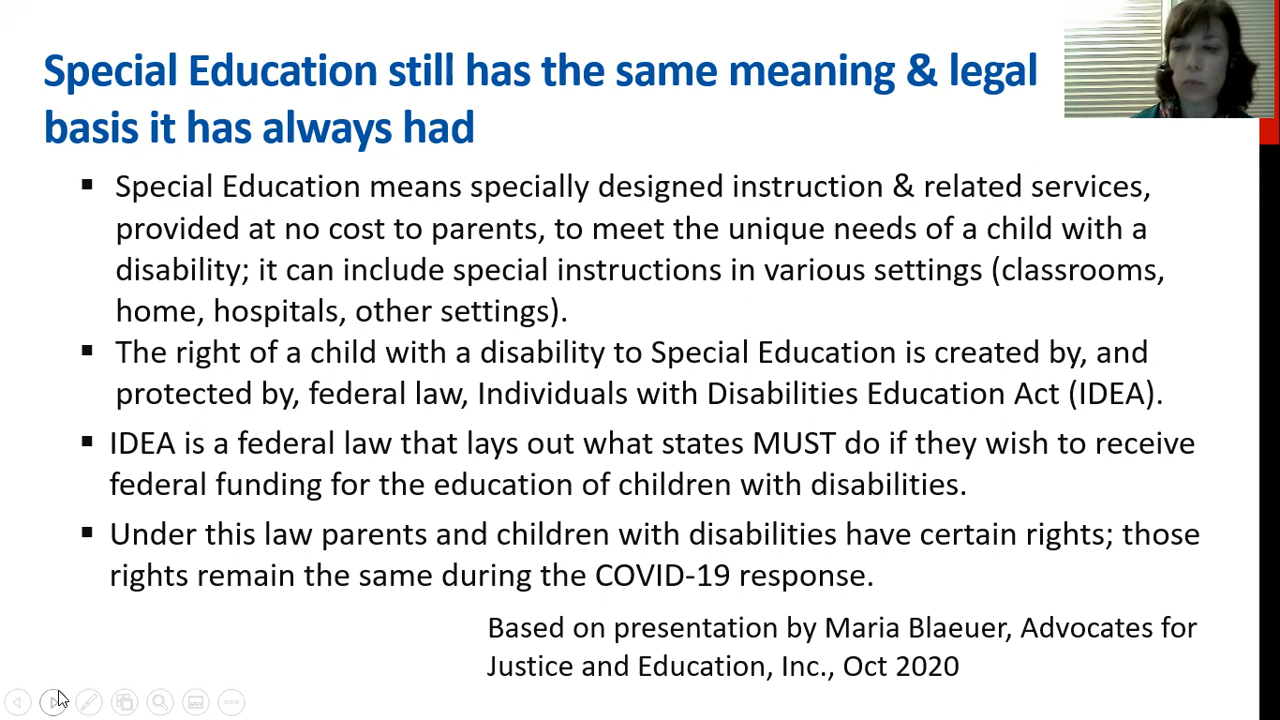 Special Education still has the same meaning & legal
basis it has always had
▪ Special Education means specially designed instruction & related services,
provided at no cost to parents, to meet the unique needs of a child with a
disability; it can include special instructions in various settings (classrooms,
home, hospitals, other settings).
▪ The right of a child with a disability to Special Education is created by, and
protected by, federal law, Individuals with Disabilities Education Act (IDEA).
▪ IDEA is a federal law that lays out what states MUST do if they wish to receive
federal funding for the education of children with disabilities.
▪ Under this law parents and children with disabilities have certain rights; those
rights remain the same during the COVID-19 response.
Based on presentation by Maria Blaeuer, Advocates for
Justice and Education, Inc., Oct 2020